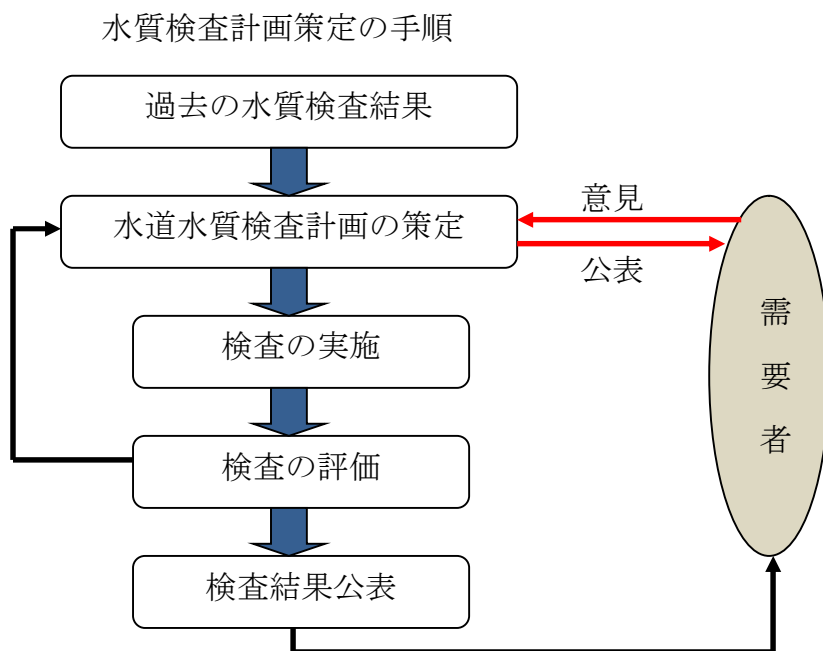 水質検査計画策定の手順
過去の水質検査結果
水道水質検査計画の策定
意見
公表
検査の実施
検査の評価
検査結果公表
需要者